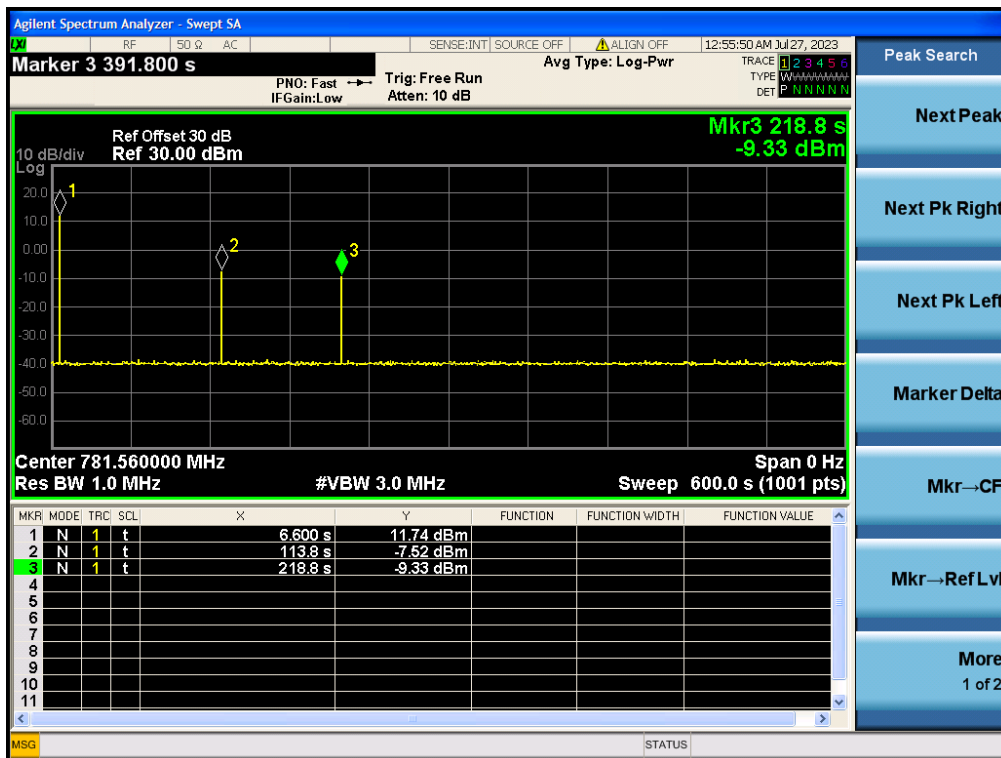 Agilent Spectrum Analyzer - Swept SA
LXI RF 50 Ω AC SENSE:INT SOURCE OFF ALIGN OFF 12:55:50 AM Jul 27, 2023
Marker 3 391.800 s
PNO: Fast
IFGain:Low
Trig: Free Run
Atten: 10 dB
Avg Type: Log-Pwr
TRACE 1 2 3 4 5 6
TYPE WWWWWW
DET P N N N N N
Peak Search
Next Peak
Next Pk Right
Next Pk Left
Marker Delta
Mkr→CF
Mkr→Ref Lvl
More
1 of 2
Mkr3 218.8 s
-9.33 dBm
Ref Offset 30 dB
10 dB/div Ref 30.00 dBm
Log
20.0
10.0
0.00
-10.0
-20.0
-30.0
-40.0
-50.0
-60.0
1
2
3
Center 781.560000 MHz Span 0 Hz
Res BW 1.0 MHz #VBW 3.0 MHz Sweep 600.0 s (1001 pts)
MKR MODE TRC SCL X Y FUNCTION FUNCTION WIDTH FUNCTION VALUE
1 N 1 t 6.600 s 11.74 dBm
2 N 1 t 113.8 s -7.52 dBm
3 N 1 t 218.8 s -9.33 dBm
4
5
6
7
8
9
10
11
MSG STATUS